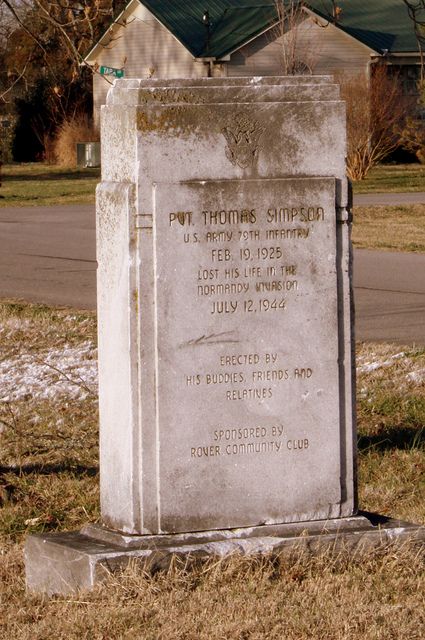 PVT. THOMAS SIMPSON
U.S. ARMY 79TH INFANTRY
FEB. 19, 1925
LOST HIS LIFE IN THE
NORMANDY INVASION
JULY 12, 1944
ERECTED BY
HIS BUDDIES, FRIENDS AND
RELATIVES
SPONSORED BY
ROVER COMMUNITY CLUB